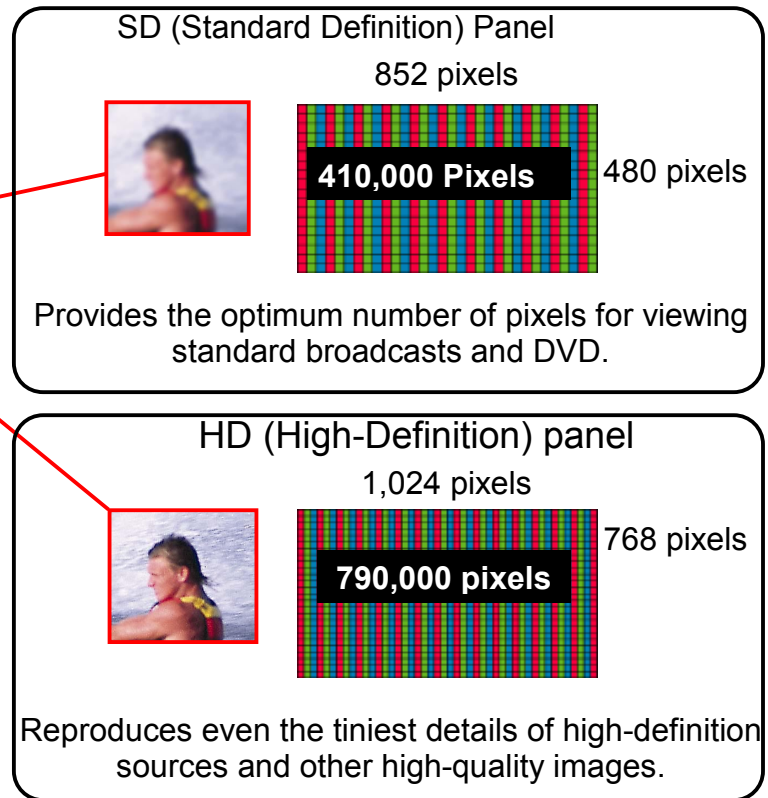 SD (Standard Definition) Panel
852 pixels
410,000 Pixels
480 pixels
Provides the optimum number of pixels for viewing
standard broadcasts and DVD.
HD (High-Definition) panel
1,024 pixels
768 pixels
790,000 pixels
Reproduces even the tiniest details of high-definition
sources and other high-quality images.